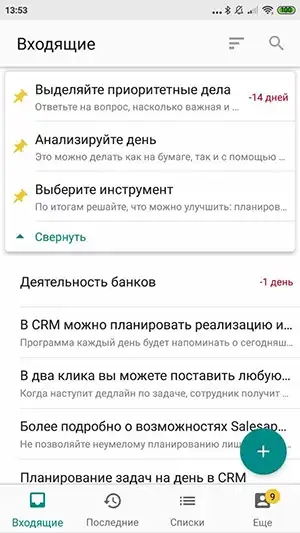 13:53
100
Входящие
Выделяйте приоритетные дела
-14 дней
Ответьте на вопрос, насколько важная и ...
Анализируйте день
Это можно делать как на бумаге, так и с помощью ...
Выберите инструмент
По итогам решайте, что можно улучшить: планиров...
Свернуть
Деятельность банков
-1 день
В CRM можно планировать реализацию и...
Программа каждый день будет напоминать о сегодняш...
В два клика вы можете поставить любую...
Когда наступит дедлайн по задаче, сотрудник получит ...
Более подробно о возможностях Salesap...
Не позволяйте неумелому планированию лиш
Планирование задач на день в CRM
9
Входящие
Последние
Списки
Еще